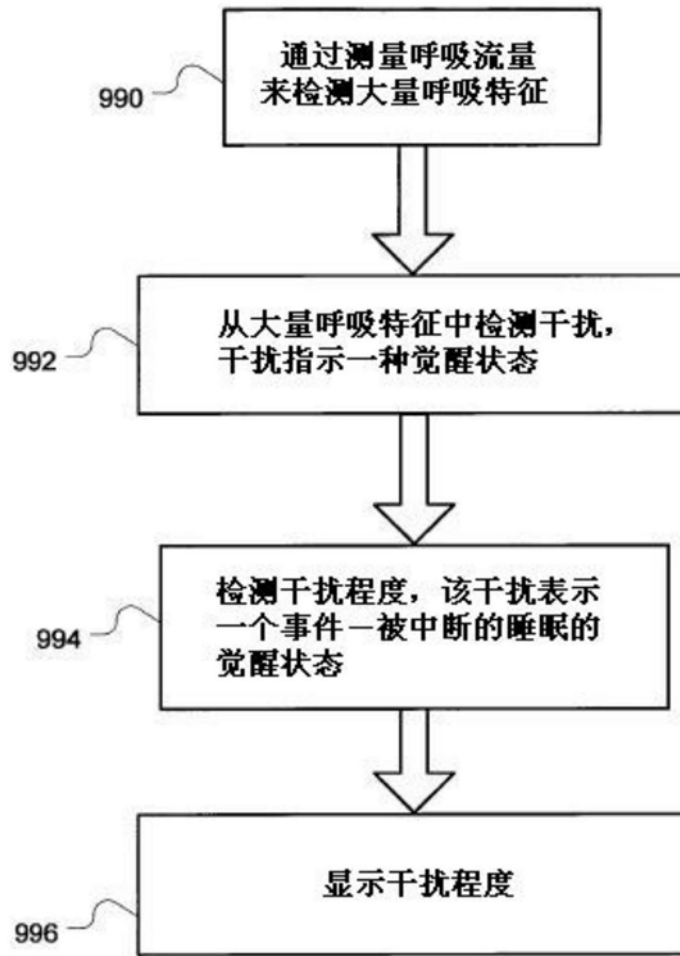 通过测量呼吸流量
来检测大量呼吸特征
990
从大量呼吸特征中检测干扰，
干扰指示一种觉醒状态
992
检测干扰程度，该干扰表示
一个事件－被中断的睡眠的
觉醒状态
994
显示干扰程度
996